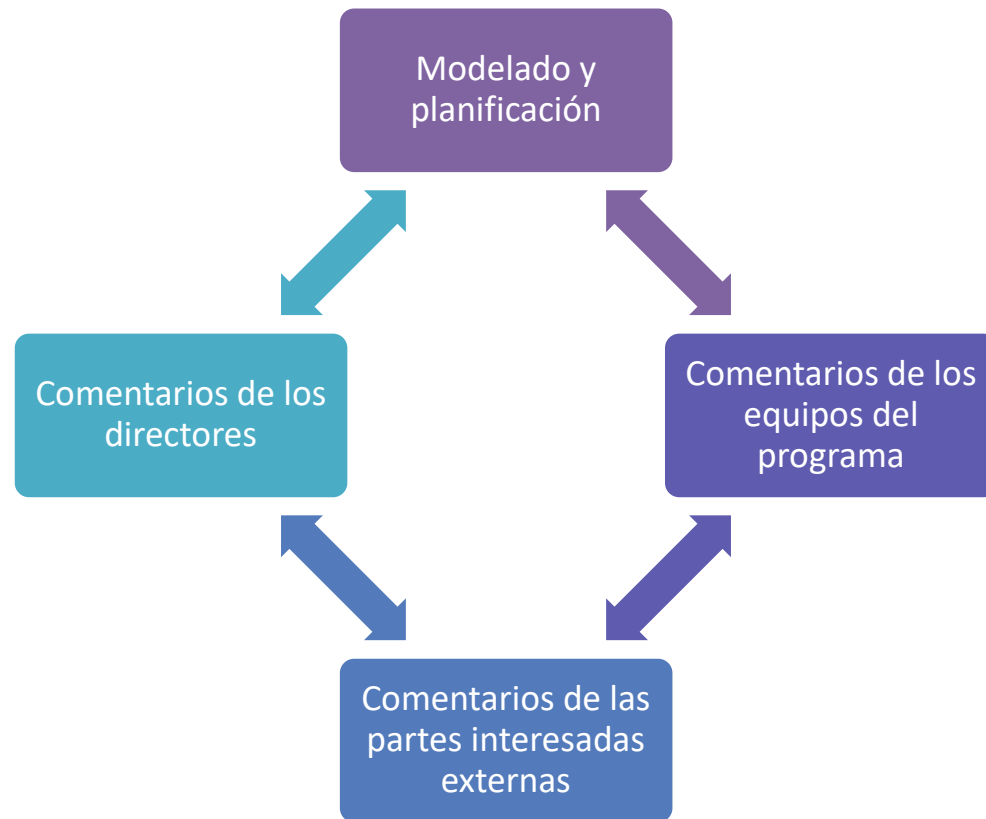 Modelado y
planificación
Comentarios de los
directores
Comentarios de los
equipos del
programa
Comentarios de las
partes interesadas
externas